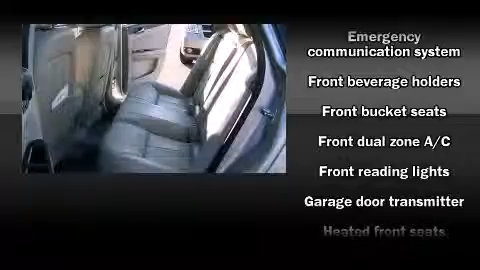 Emergency
communication system
Front beverage holders
Front bucket seats
Front dual zone A/C
Front reading lights
Garage door transmitter
Heated front seats